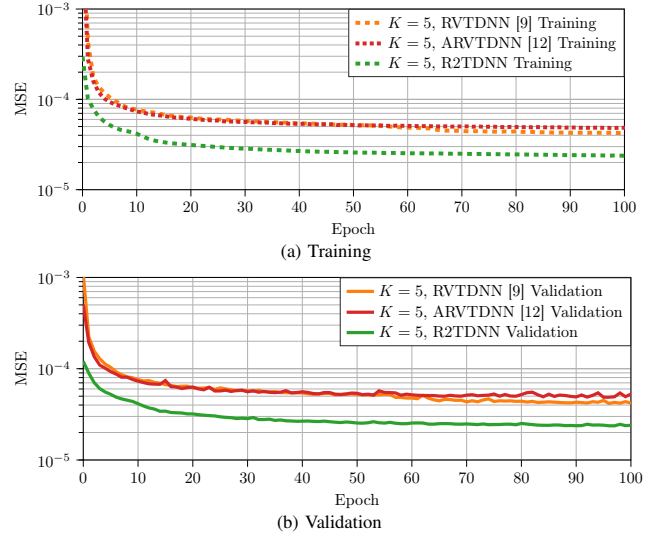 10⁻³
10⁻⁴
10⁻⁵
MSE
K = 5, RVTDNN [9] Training
K = 5, ARVTDNN [12] Training
K = 5, R2TDNN Training
0 10 20 30 40 50 60 70 80 90 100
Epoch
(a) Training
10⁻³
10⁻⁴
10⁻⁵
MSE
K = 5, RVTDNN [9] Validation
K = 5, ARVTDNN [12] Validation
K = 5, R2TDNN Validation
0 10 20 30 40 50 60 70 80 90 100
Epoch
(b) Validation